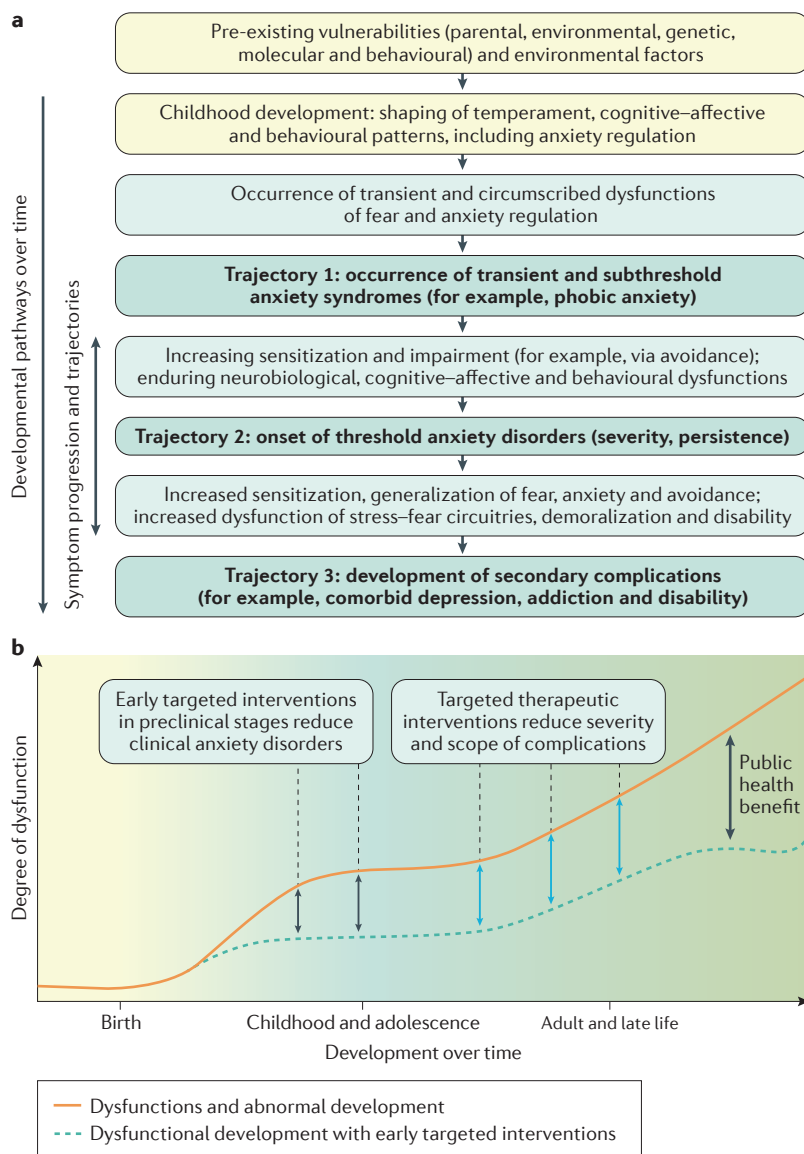 a
Pre-existing vulnerabilities (parental, environmental, genetic,
molecular and behavioural) and environmental factors
Childhood development: shaping of temperament, cognitive–affective
and behavioural patterns, including anxiety regulation
Occurrence of transient and circumscribed dysfunctions
of fear and anxiety regulation
Trajectory 1: occurrence of transient and subthreshold
anxiety syndromes (for example, phobic anxiety)
Increasing sensitization and impairment (for example, via avoidance);
enduring neurobiological, cognitive–affective and behavioural dysfunctions
Trajectory 2: onset of threshold anxiety disorders (severity, persistence)
Increased sensitization, generalization of fear, anxiety and avoidance;
increased dysfunction of stress–fear circuitries, demoralization and disability
Trajectory 3: development of secondary complications
(for example, comorbid depression, addiction and disability)
Developmental pathways over time
Symptom progression and trajectories
b
Early targeted interventions
in preclinical stages reduce
clinical anxiety disorders
Targeted therapeutic
interventions reduce severity
and scope of complications
Public
health
benefit
Degree of dysfunction
Birth
Childhood and adolescence
Adult and late life
Development over time
Dysfunctions and abnormal development
Dysfunctional development with early targeted interventions